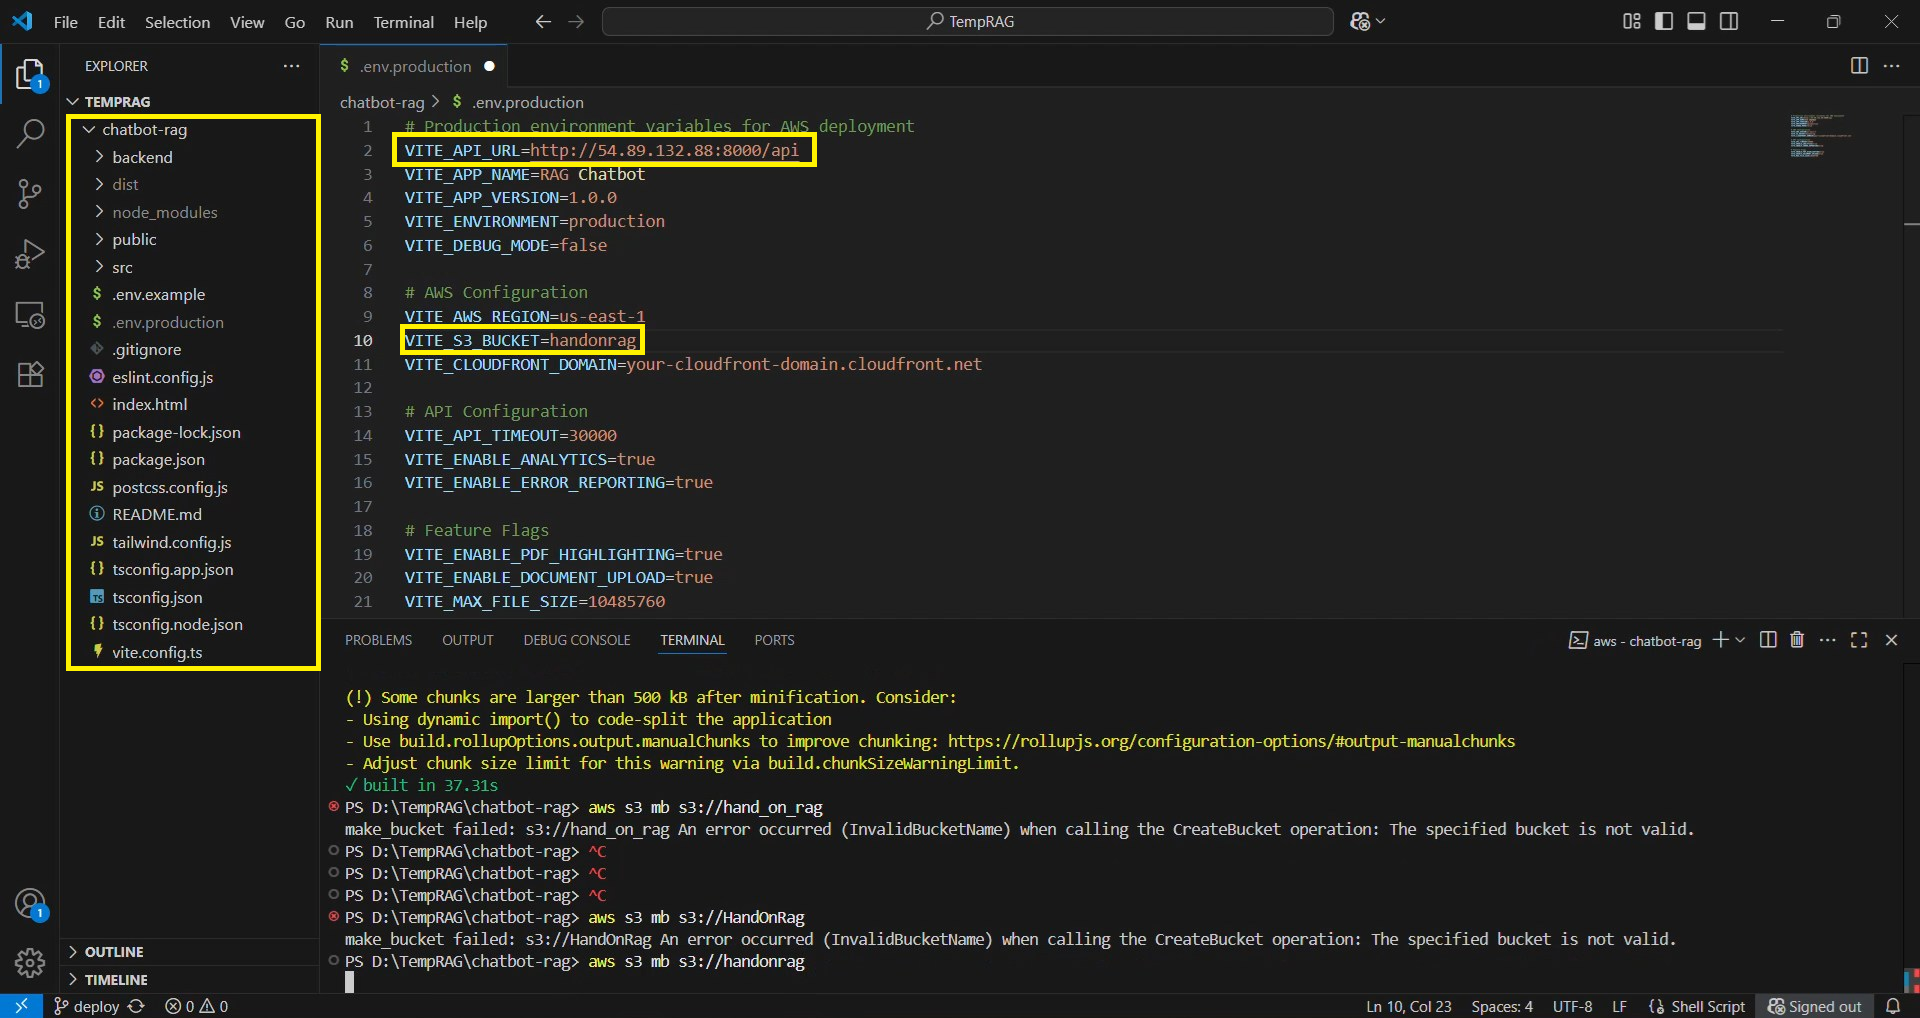 File Edit Selection View Go Run Terminal Help
TempRAG
EXPLORER
1
TEMPRAG
chatbot-rag
backend
dist
node_modules
public
src
$ .env.example
$ .env.production
.gitignore
eslint.config.js
<> index.html
{} package-lock.json
{} package.json
JS postcss.config.js
README.md
JS tailwind.config.js
{} tsconfig.app.json
TS tsconfig.json
{} tsconfig.node.json
vite.config.ts
OUTLINE
TIMELINE
1
$ .env.production
chatbot-rag > $ .env.production
1 # Production environment variables for AWS deployment
2 VITE_API_URL=http://54.89.132.88:8000/api
3 VITE_APP_NAME=RAG Chatbot
4 VITE_APP_VERSION=1.0.0
5 VITE_ENVIRONMENT=production
6 VITE_DEBUG_MODE=false
7
8 # AWS Configuration
9 VITE_AWS_REGION=us-east-1
10 VITE_S3_BUCKET=handonrag
11 VITE_CLOUDFRONT_DOMAIN=your-cloudfront-domain.cloudfront.net
12
13 # API Configuration
14 VITE_API_TIMEOUT=30000
15 VITE_ENABLE_ANALYTICS=true
16 VITE_ENABLE_ERROR_REPORTING=true
17
18 # Feature Flags
19 VITE_ENABLE_PDF_HIGHLIGHTING=true
20 VITE_ENABLE_DOCUMENT_UPLOAD=true
21 VITE_MAX_FILE_SIZE=10485760
PROBLEMS OUTPUT DEBUG CONSOLE TERMINAL PORTS
aws - chatbot-rag
(!) Some chunks are larger than 500 kB after minification. Consider:
- Using dynamic import() to code-split the application
- Use build.rollupOptions.output.manualChunks to improve chunking: https://rollupjs.org/configuration-options/#output-manualchunks
- Adjust chunk size limit for this warning via build.chunkSizeWarningLimit.
✓ built in 37.31s
PS D:\TempRAG\chatbot-rag> aws s3 mb s3://hand_on_rag
make_bucket failed: s3://hand_on_rag An error occurred (InvalidBucketName) when calling the CreateBucket operation: The specified bucket is not valid.
PS D:\TempRAG\chatbot-rag> ^C
PS D:\TempRAG\chatbot-rag> ^C
PS D:\TempRAG\chatbot-rag> ^C
PS D:\TempRAG\chatbot-rag> aws s3 mb s3://HandOnRag
make_bucket failed: s3://HandOnRag An error occurred (InvalidBucketName) when calling the CreateBucket operation: The specified bucket is not valid.
PS D:\TempRAG\chatbot-rag> aws s3 mb s3://handonrag
deploy 0 0
Ln 10, Col 23 Spaces: 4 UTF-8 LF {} Shell Script Signed out